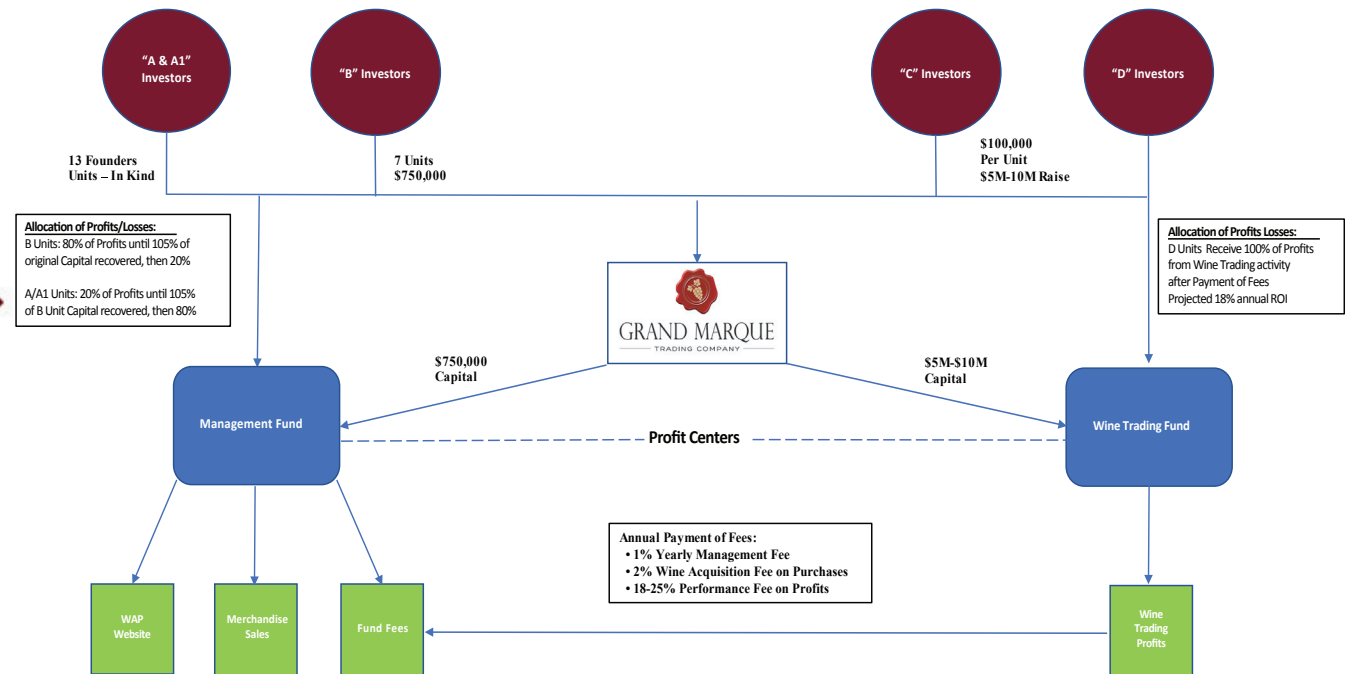 “A & A1”
Investors
“B” Investors
“C” Investors
“D” Investors
13 Founders
Units – In Kind
7 Units
$750,000
$100,000
Per Unit
$5M-10M Raise
Allocation of Profits/Losses:
B Units: 80% of Profits until 105% of
original Capital recovered, then 20%
A/A1 Units: 20% of Profits until 105%
of B Unit Capital recovered, then 80%
Allocation of Profits Losses:
D Units Receive 100% of Profits
from Wine Trading activity
after Payment of Fees
Projected 18% annual ROI
GRAND MARQUE
TRADING COMPANY
$750,000
Capital
$5M-$10M
Capital
Management Fund
Profit Centers
Wine Trading Fund
Annual Payment of Fees:
• 1% Yearly Management Fee
• 2% Wine Acquisition Fee on Purchases
• 18-25% Performance Fee on Profits
WAP
Website
Merchandise
Sales
Fund Fees
Wine
Trading
Profits